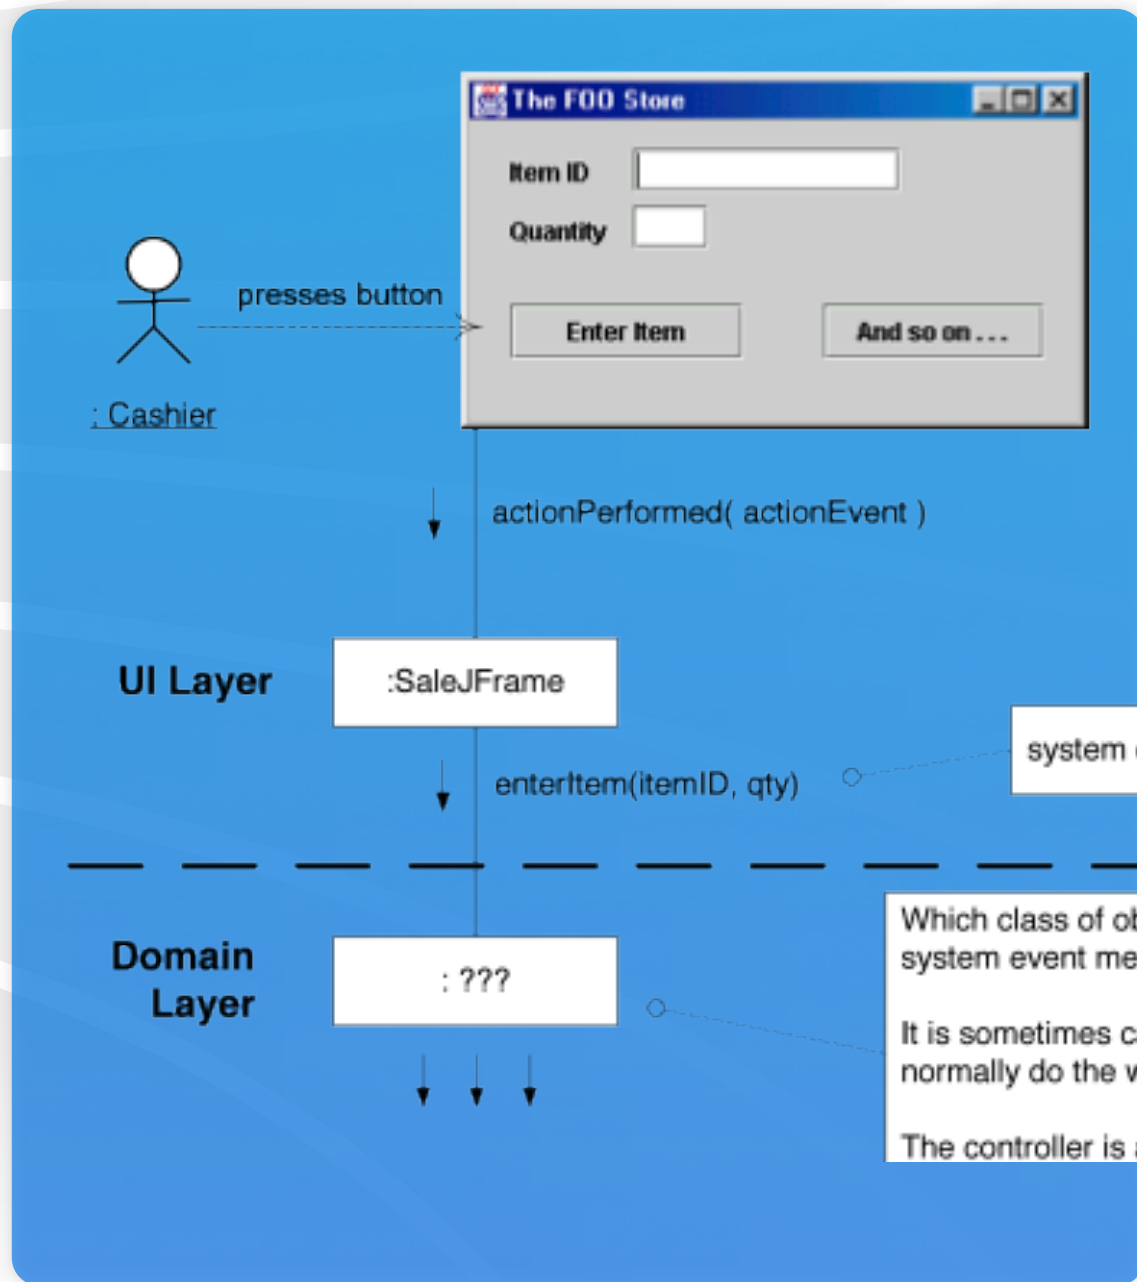 The FOO Store
Item ID
Quantity
presses button
Enter Item
And so on . . .
: Cashier
actionPerformed( actionEvent )
UI Layer
:SaleJFrame
system
enterItem(itemID, qty)
Domain
Layer
: ???
Which class of
system event
It is sometimes
normally do the
The controller is